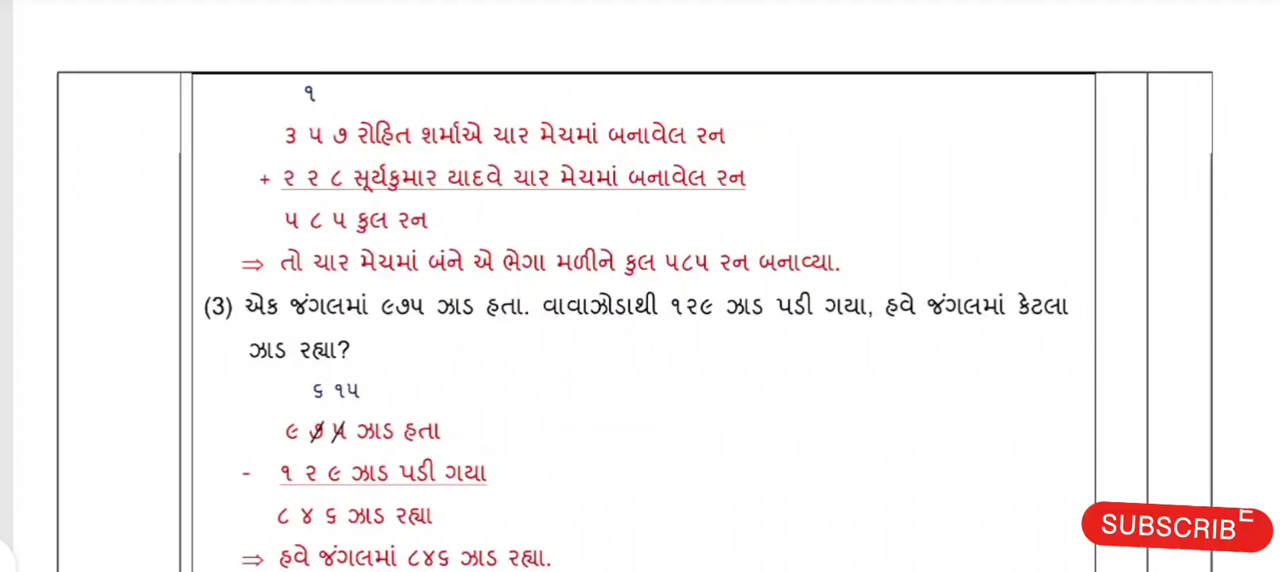 ૧
૩ ૫ ૭ રોહિત શર્માએ ચાર મેચમાં બનાવેલ રન
+ ૨ ૨ ૮ સૂર્યકુમાર યાદવે ચાર મેચમાં બનાવેલ રન
૫ ૮ ૫ કુલ રન
⇒ તો ચાર મેચમાં બંને એ ભેગા મળીને કુલ ૫૮૫ રન બનાવ્યા.
(3) એક જંગલમાં ૯૭૫ ઝાડ હતા. વાવાઝોડાથી ૧૨૯ ઝાડ પડી ગયા, હવે જંગલમાં કેટલા
ઝાડ રહ્યા?
૬ ૧૫
૯ ૭ ૫ ઝાડ હતા
- ૧ ૨ ૯ ઝાડ પડી ગયા
૮ ૪ ૬ ઝાડ રહ્યા
⇒ હવે જંગલમાં ૮૪૬ ઝાડ રહ્યા.
SUBSCRIBE